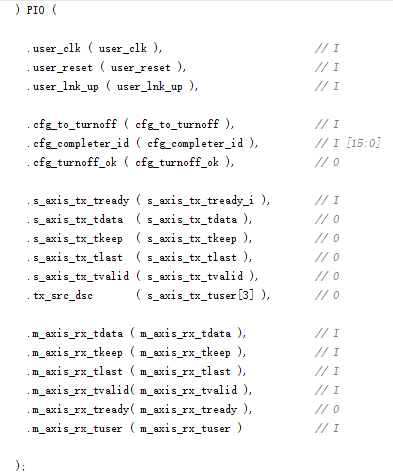 ) PIO (
.user_clk ( user_clk ), // I
.user_reset ( user_reset ), // I
.user_lnk_up ( user_lnk_up ), // I
.cfg_to_turnoff ( cfg_to_turnoff ), // I
.cfg_completer_id ( cfg_completer_id ), // I [15:0]
.cfg_turnoff_ok ( cfg_turnoff_ok ), // O
.s_axis_tx_tready ( s_axis_tx_tready_i ), // I
.s_axis_tx_tdata ( s_axis_tx_tdata ), // O
.s_axis_tx_tkeep ( s_axis_tx_tkeep ), // O
.s_axis_tx_tlast ( s_axis_tx_tlast ), // O
.s_axis_tx_tvalid ( s_axis_tx_tvalid ), // O
.tx_src_dsc ( s_axis_tx_tuser[3] ), // O
.m_axis_rx_tdata ( m_axis_rx_tdata ), // I
.m_axis_rx_tkeep ( m_axis_rx_tkeep ), // I
.m_axis_rx_tlast ( m_axis_rx_tlast ), // I
.m_axis_rx_tvalid( m_axis_rx_tvalid ), // I
.m_axis_rx_tready( m_axis_rx_tready ), // O
.m_axis_rx_tuser ( m_axis_rx_tuser ) // I
);